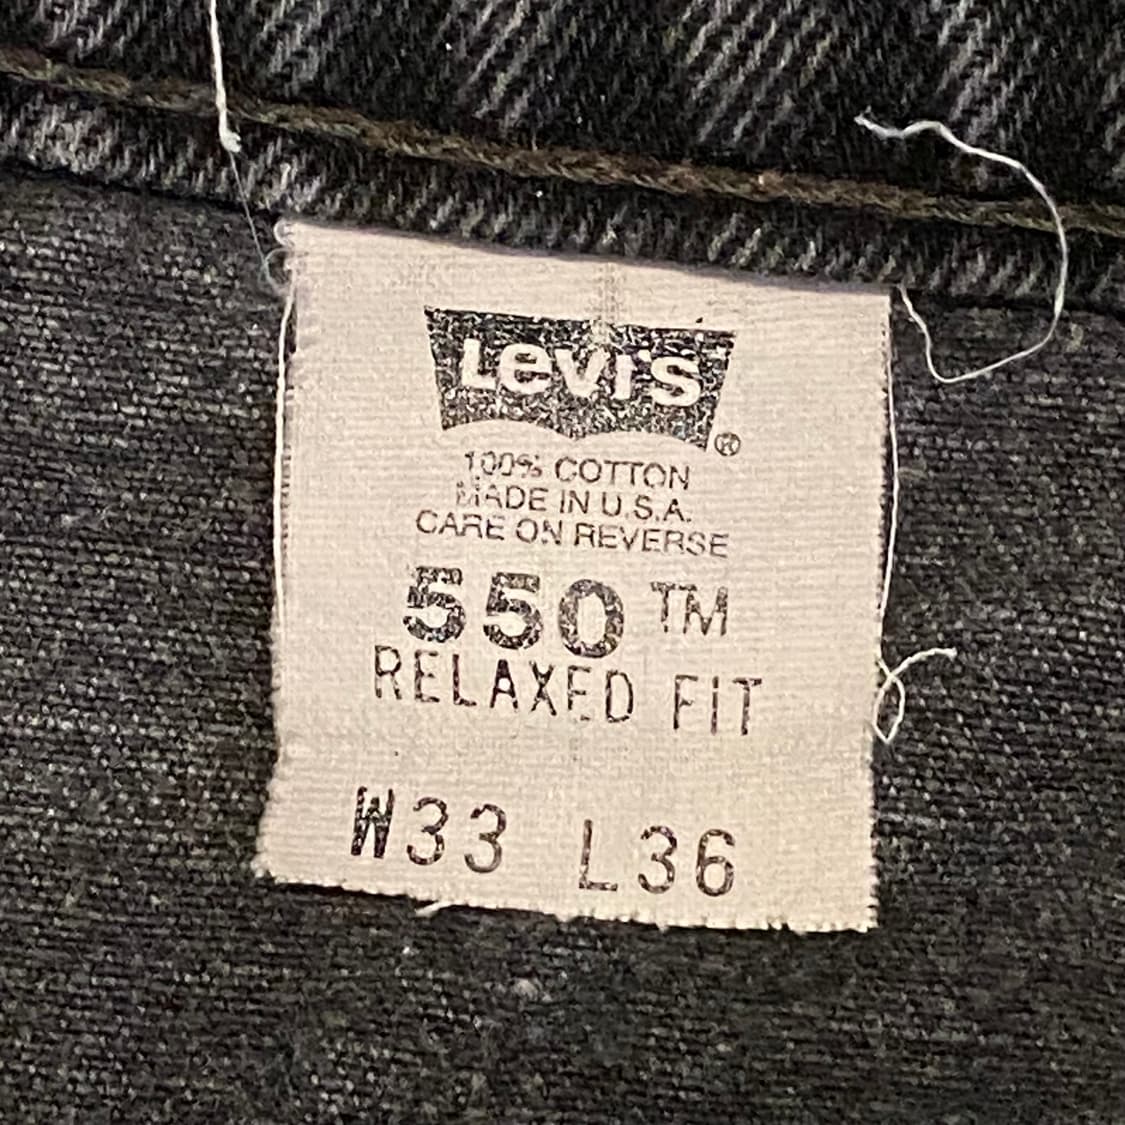 Levi's ®
100% COTTON
MADE IN U.S.A.
CARE ON REVERSE
550 TM
RELAXED FIT
W33 L36